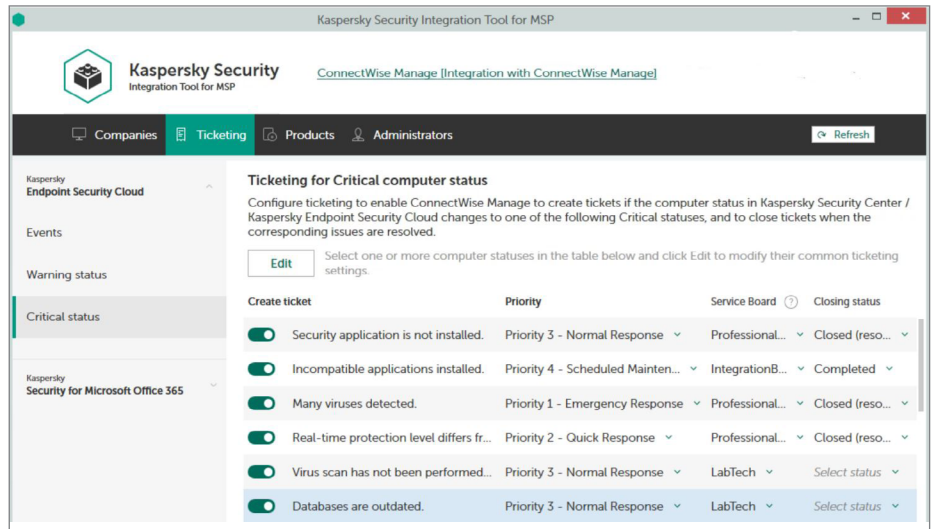 Kaspersky Security Integration Tool for MSP
Kaspersky Security
Integration Tool for MSP
ConnectWise Manage [Integration with ConnectWise Manage]
Companies Ticketing Products Administrators Refresh
Kaspersky
Endpoint Security Cloud
Events
Warning status
Critical status
Kaspersky
Security for Microsoft Office 365
Ticketing for Critical computer status
Configure ticketing to enable ConnectWise Manage to create tickets if the computer status in Kaspersky Security Center /
Kaspersky Endpoint Security Cloud changes to one of the following Critical statuses, and to close tickets when the
corresponding issues are resolved.
Edit
Select one or more computer statuses in the table below and click Edit to modify their common ticketing
settings.
Create ticket Priority Service Board ? Closing status
Security application is not installed. Priority 3 - Normal Response Professional... Closed (reso...
Incompatible applications installed. Priority 4 - Scheduled Mainten... IntegrationB... Completed
Many viruses detected. Priority 1 - Emergency Response Professional... Closed (reso...
Real-time protection level differs fr... Priority 2 - Quick Response Professional... Closed (reso...
Virus scan has not been performed... Priority 3 - Normal Response LabTech Select status
Databases are outdated. Priority 3 - Normal Response LabTech Select status